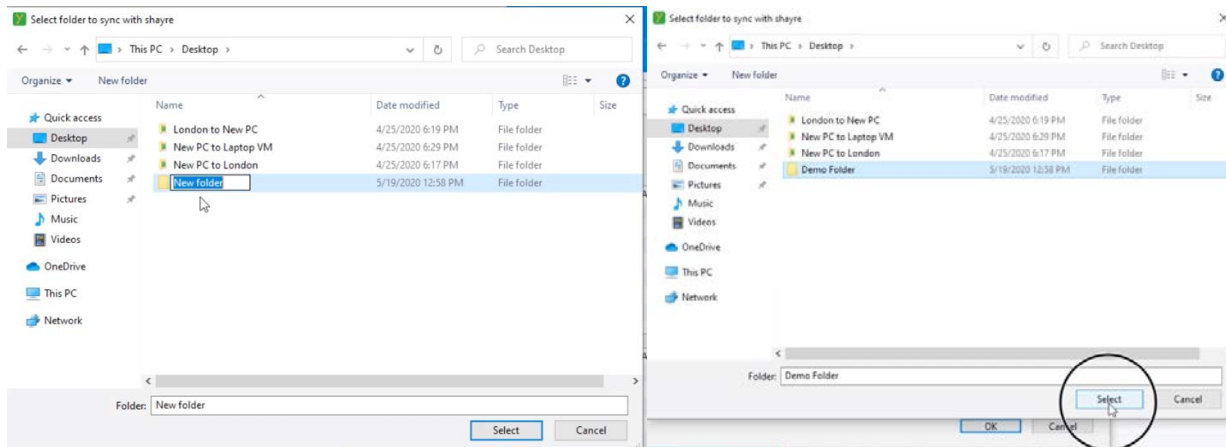 Select folder to sync with shayre
This PC > Desktop >
Search Desktop
Organize
New folder
Name
Date modified
Type
Size
Quick access
Desktop
Downloads
Documents
Pictures
Music
Videos
OneDrive
This PC
Network
London to New PC 4/25/2020 6:19 PM File folder
New PC to Laptop VM 4/25/2020 6:29 PM File folder
New PC to London 4/25/2020 6:17 PM File folder
New folder 5/19/2020 12:58 PM File folder
Folder: New folder
Select
Cancel
Select folder to sync with shayre
This PC > Desktop >
Search Desktop
Organize
New folder
Name
Date modified
Type
Size
Quick access
Desktop
Downloads
Documents
Pictures
Music
Videos
OneDrive
This PC
Network
London to New PC 4/25/2020 6:19 PM File folder
New PC to Laptop VM 4/25/2020 6:29 PM File folder
New PC to London 4/25/2020 6:17 PM File folder
Demo Folder 5/19/2020 12:58 PM File folder
Folder: Demo Folder
Select
Cancel
OK
Cancel